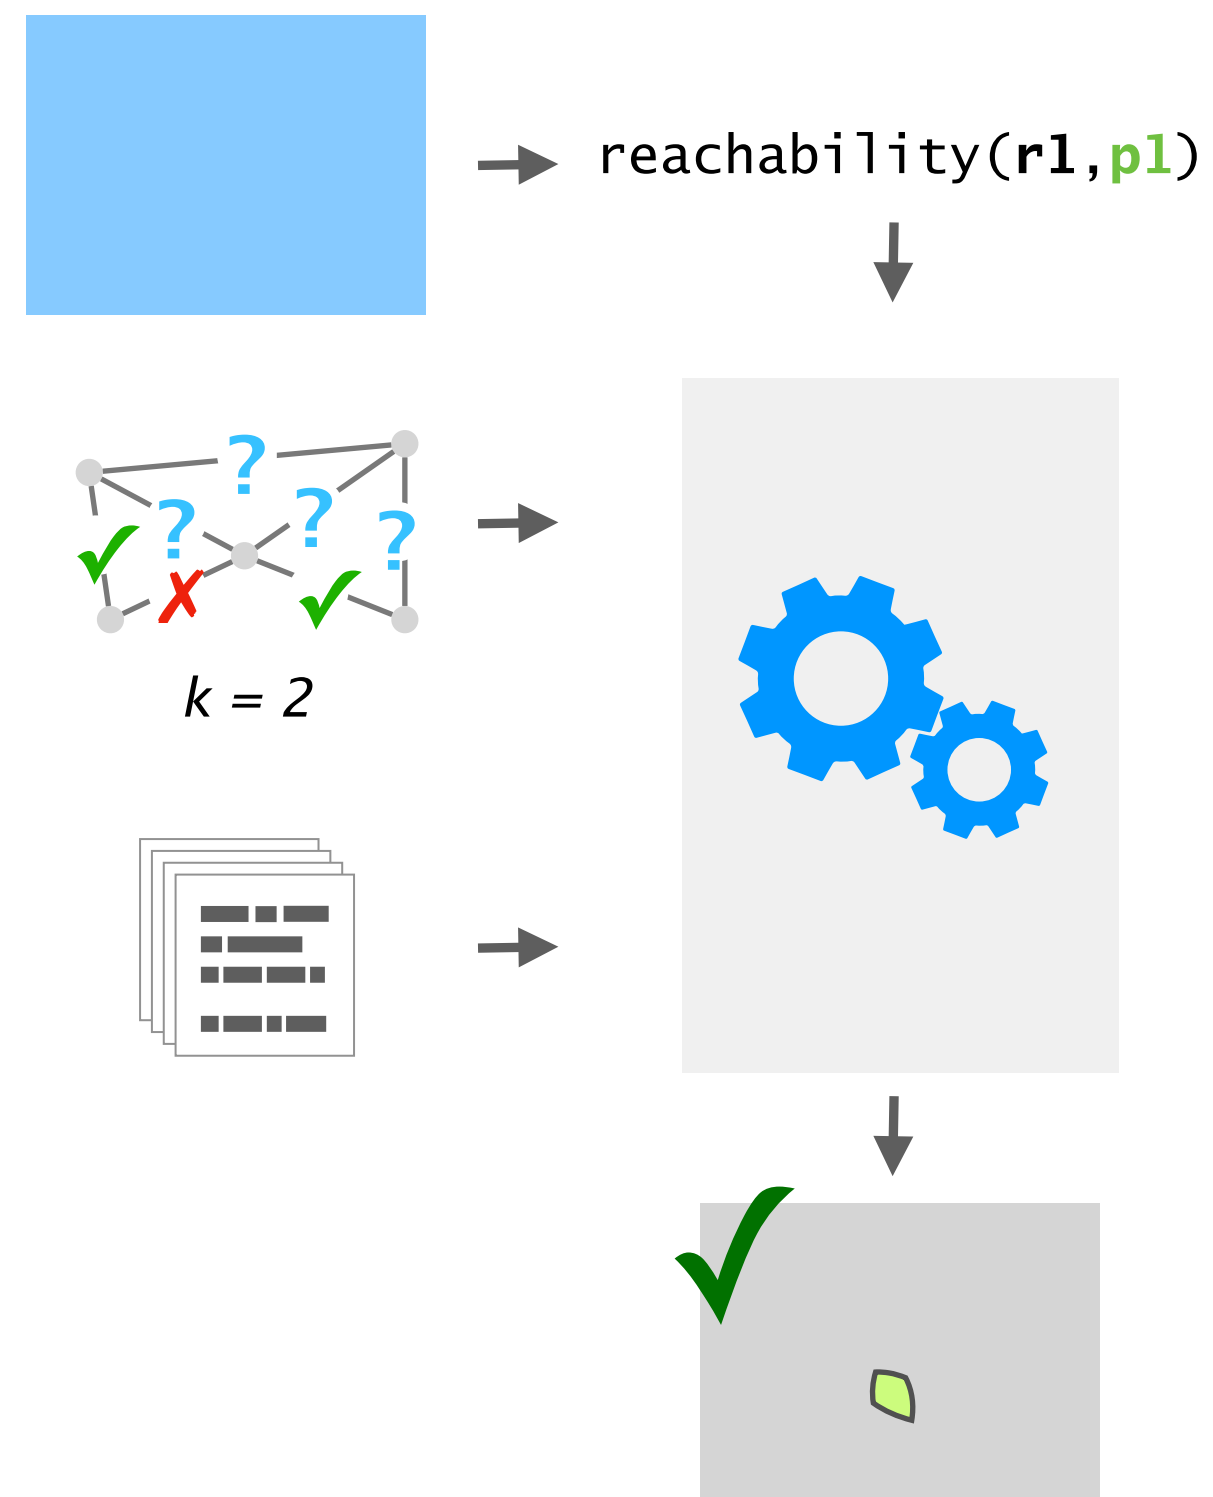 reachability(r1,p1)
?
?
?
?
k = 2